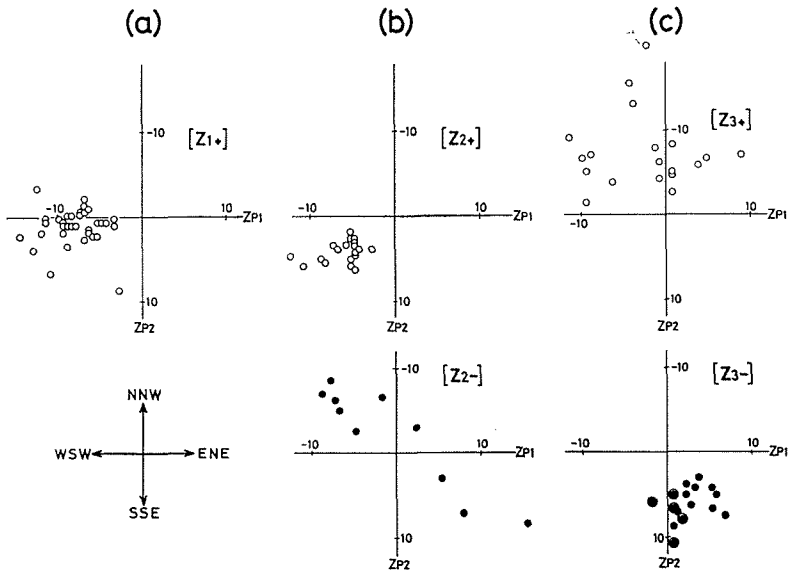 (a) (b) (c)
-10 [Z1+]
-10 10 ZP1
10
ZP2
-10 [Z2+]
-10 10 ZP1
10
ZP2
-10 [Z3+]
-10 10 ZP1
10
ZP2
NNW
WSW ENE
SSE
-10 [Z2-]
-10 10 ZP1
10
ZP2
-10 [Z3-]
-10 10 ZP1
10
ZP2